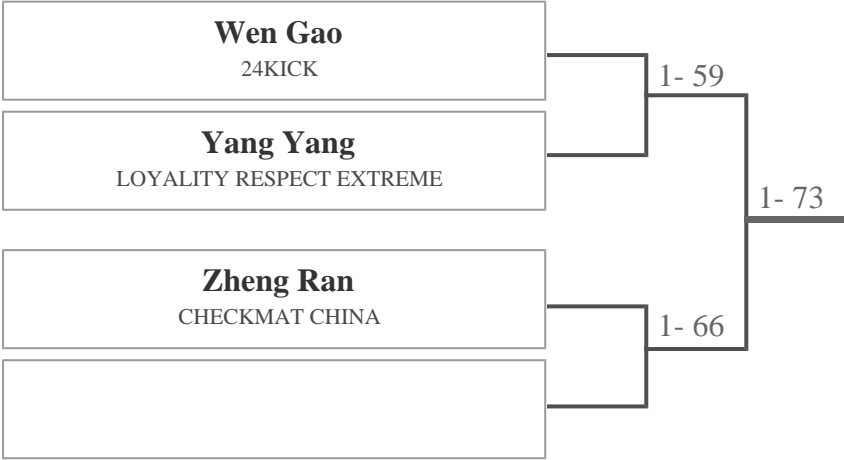 Wen Gao
24KICK
1- 59
Yang Yang
LOYALITY RESPECT EXTREME
1- 73
Zheng Ran
CHECKMAT CHINA
1- 66